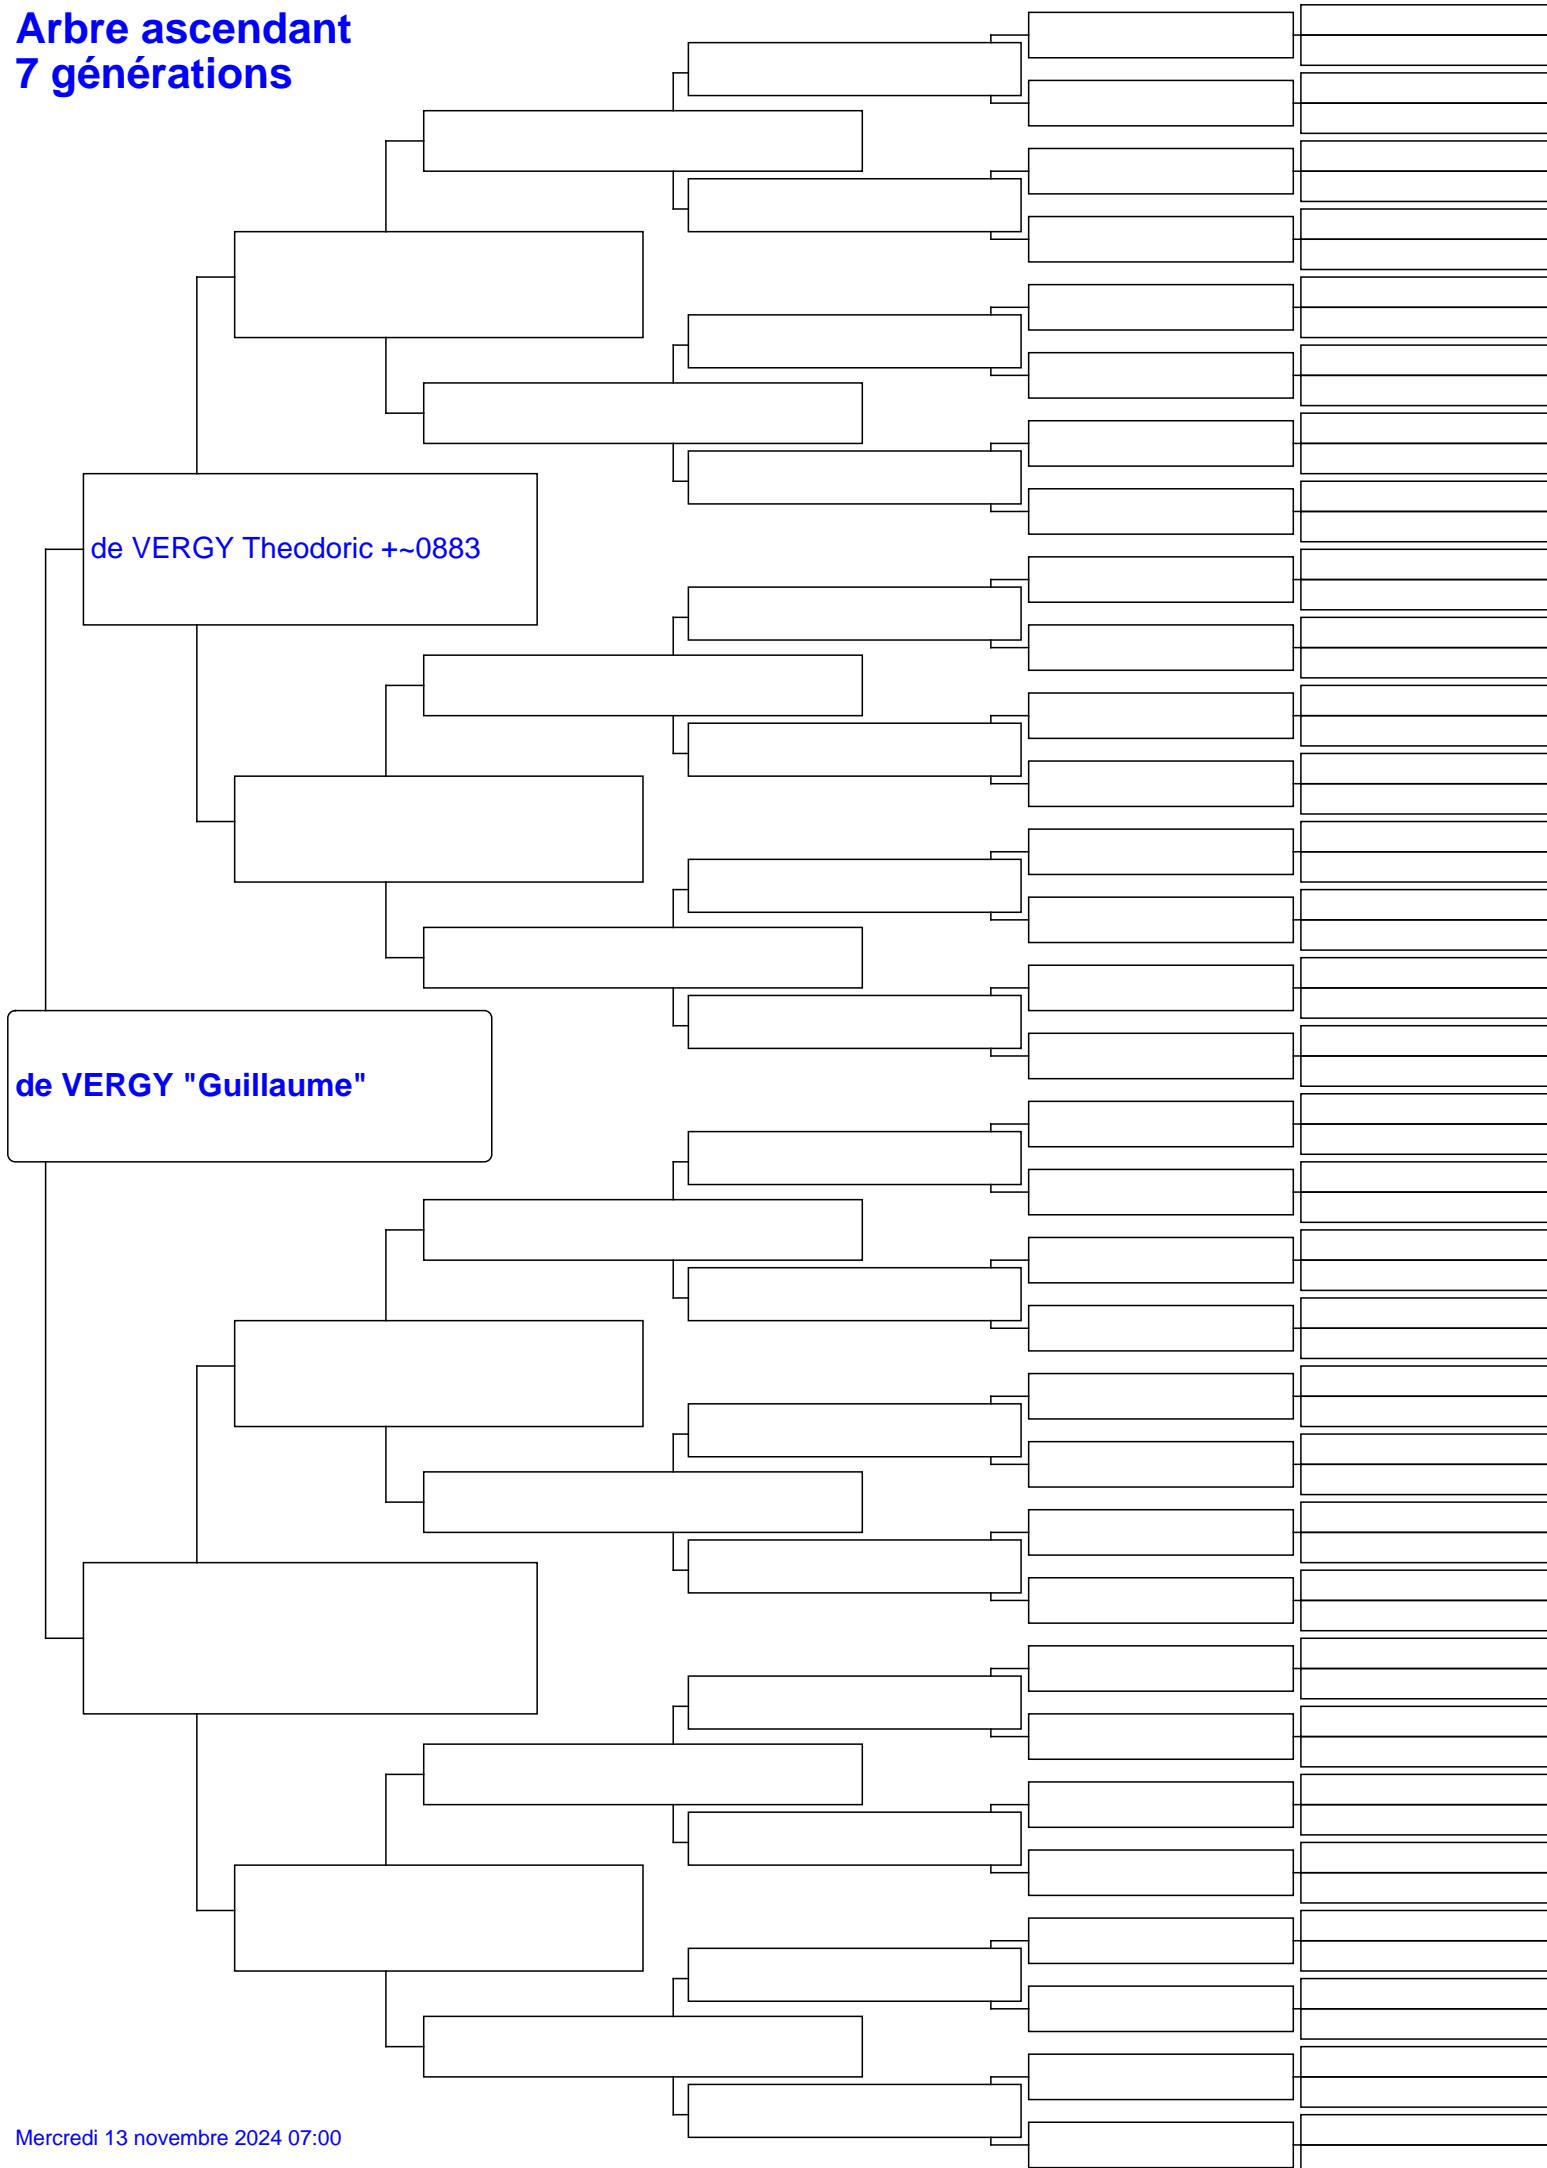 Arbre ascendant
7 générations
de VERGY Theodoric +~0883
de VERGY "Guillaume"
Mercredi 13 novembre 2024 07:00